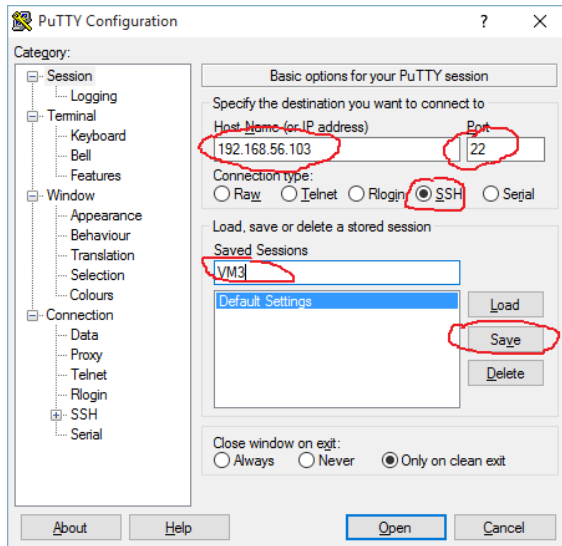 PuTTY Configuration
?
Category:
Session
Logging
Terminal
Keyboard
Bell
Features
Window
Appearance
Behaviour
Translation
Selection
Colours
Connection
Data
Proxy
Telnet
Rlogin
SSH
Serial
Basic options for your PuTTY session
Specify the destination you want to connect to
Host Name (or IP address) Port
192.168.56.103 22
Connection type:
Raw Telnet Rlogin SSH Serial
Load, save or delete a stored session
Saved Sessions
VM3
Default Settings
Load
Save
Delete
Close window on exit:
Always Never Only on clean exit
About Help Open Cancel